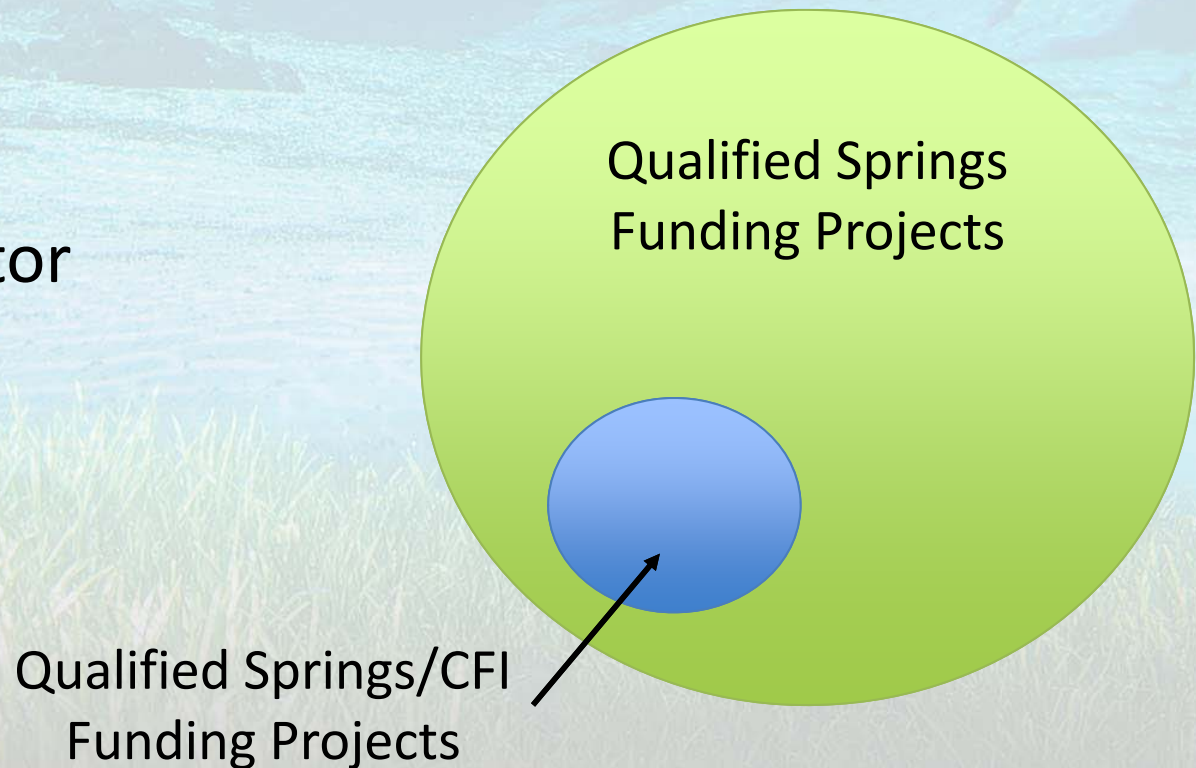 Qualified Springs
Funding Projects
tor
Qualified Springs/CFI
Funding Projects